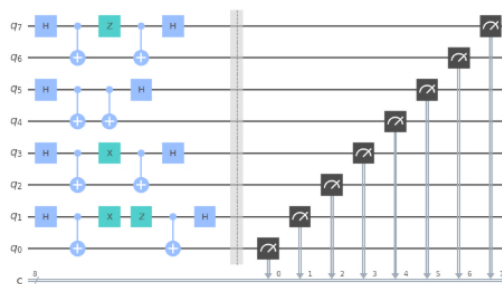 q7 H Z H
q6
q5 H H
q4
q3 H X H
q2
q1 H X Z H
q0
c 8 0 1 2 3 4 5 6 7